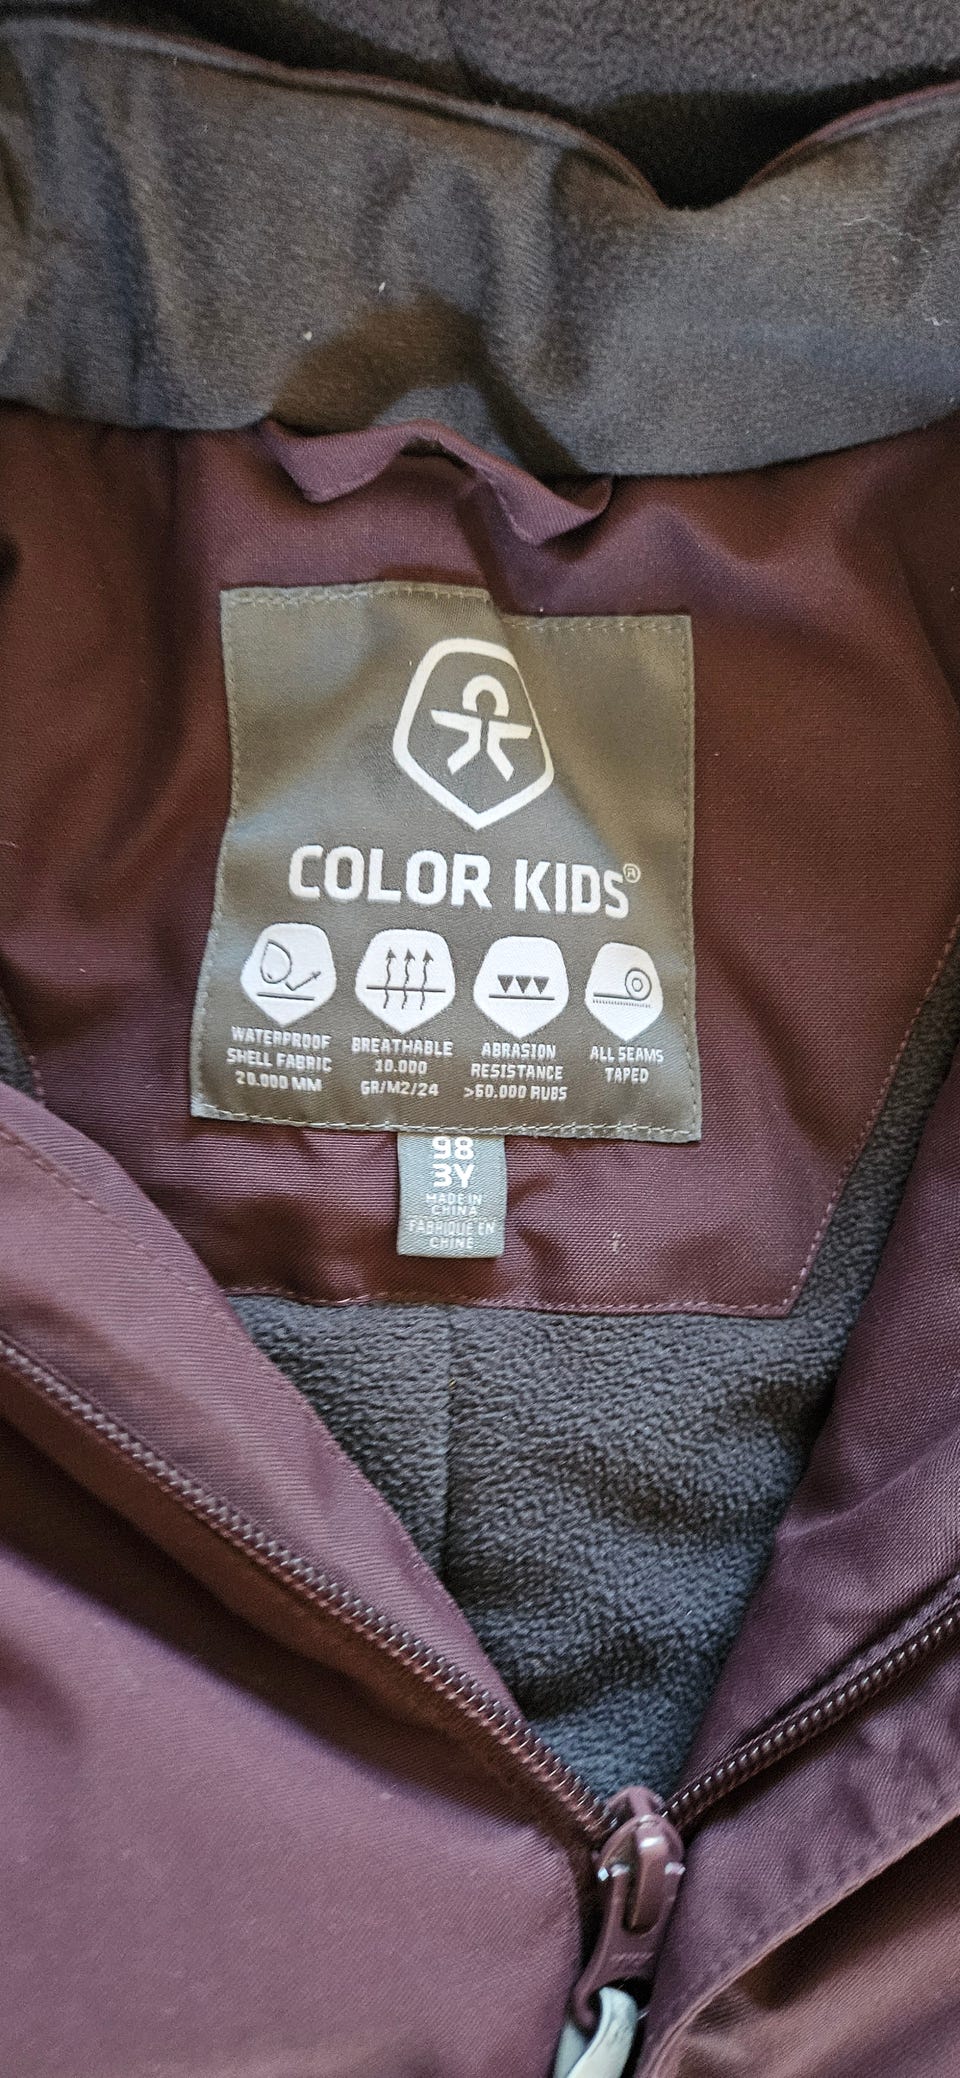 COLOR KIDS®
WATERPROOF
SHELL FABRIC
20.000 MM
BREATHABLE
10.000
GR/M2/24
ABRASION
RESISTANCE
>60.000 RUBS
ALL SEAMS
TAPED
98
3Y
MADE IN
CHINA
FABRIQUE EN
CHINE